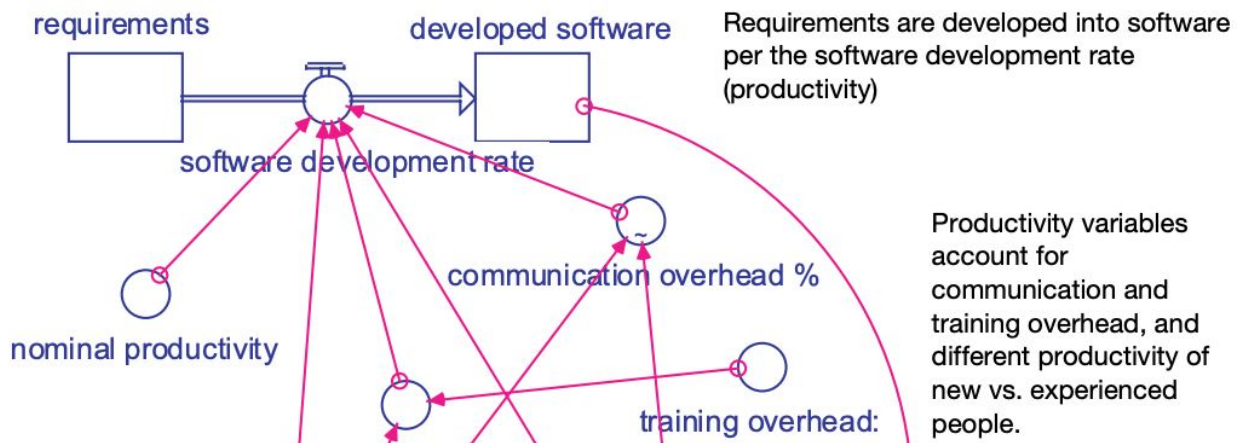 requirements
developed software
Requirements are developed into software
per the software development rate
(productivity)
software development rate
~
communication overhead %
Productivity variables
account for
communication and
training overhead, and
different productivity of
new vs. experienced
people.
nominal productivity
training overhead: